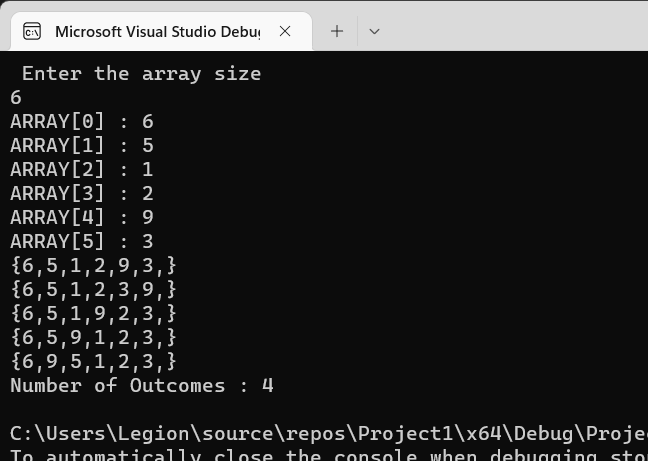 Microsoft Visual Studio Debu
Enter the array size
6
ARRAY[0] : 6
ARRAY[1] : 5
ARRAY[2] : 1
ARRAY[3] : 2
ARRAY[4] : 9
ARRAY[5] : 3
{6,5,1,2,9,3,}
{6,5,1,2,3,9,}
{6,5,1,9,2,3,}
{6,5,9,1,2,3,}
{6,9,5,1,2,3,}
Number of Outcomes : 4
C:\Users\Legion\source\repos\Project1\x64\Debug\Proje
To automatically close the console when debugging sto